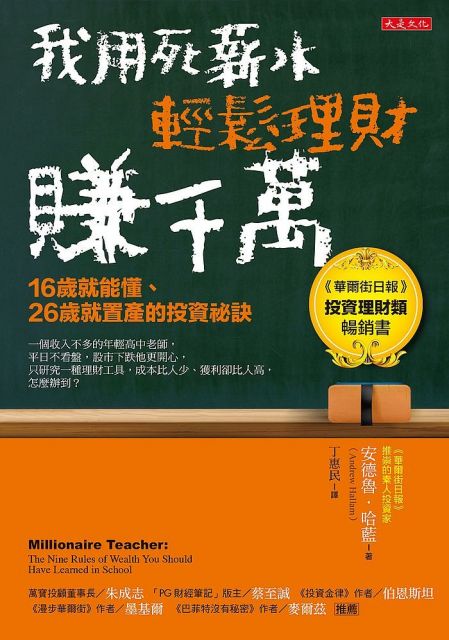 大是文化
我用死薪水
輕鬆理財
賺千萬
16歲就能懂、
26歲就置產的投資祕訣
一個收入不多的年輕高中老師，
平日不看盤，股市下跌他更開心，
只研究一種理財工具，成本比人少、獲利卻比人高，
怎麼辦到？
《華爾街日報》
投資理財類
暢銷書
《華爾街日報》
推崇的素人投資家
安德魯·哈藍─著
（Andrew Hallam）
丁惠民─譯
Millionaire Teacher:
The Nine Rules of Wealth You Should
Have Learned in School
萬寶投顧董事長／朱成志 「PG財經筆記」版主／蔡至誠 《投資金律》作者／伯恩斯坦
《漫步華爾街》作者／墨基爾 《巴菲特沒有秘密》作者／麥爾茲 推薦